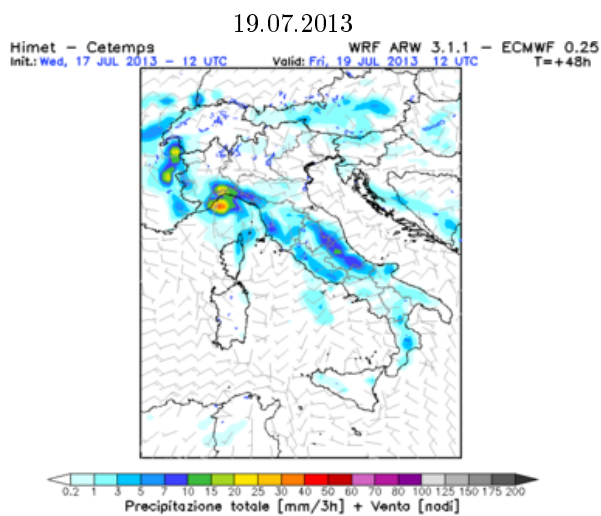 19.07.2013
Himet – Cetemps WRF ARW 3.1.1 – ECMWF 0.25
Init.: Wed, 17 JUL 2013 – 12 UTC Valid: Fri, 19 JUL 2013 12 UTC T=+48h
0.2 1 3 5 7 10 15 20 25 30 40 50 60 70 80 100 125 150 175 200
Precipitazione totale [mm/3h] + Vento [nodi]